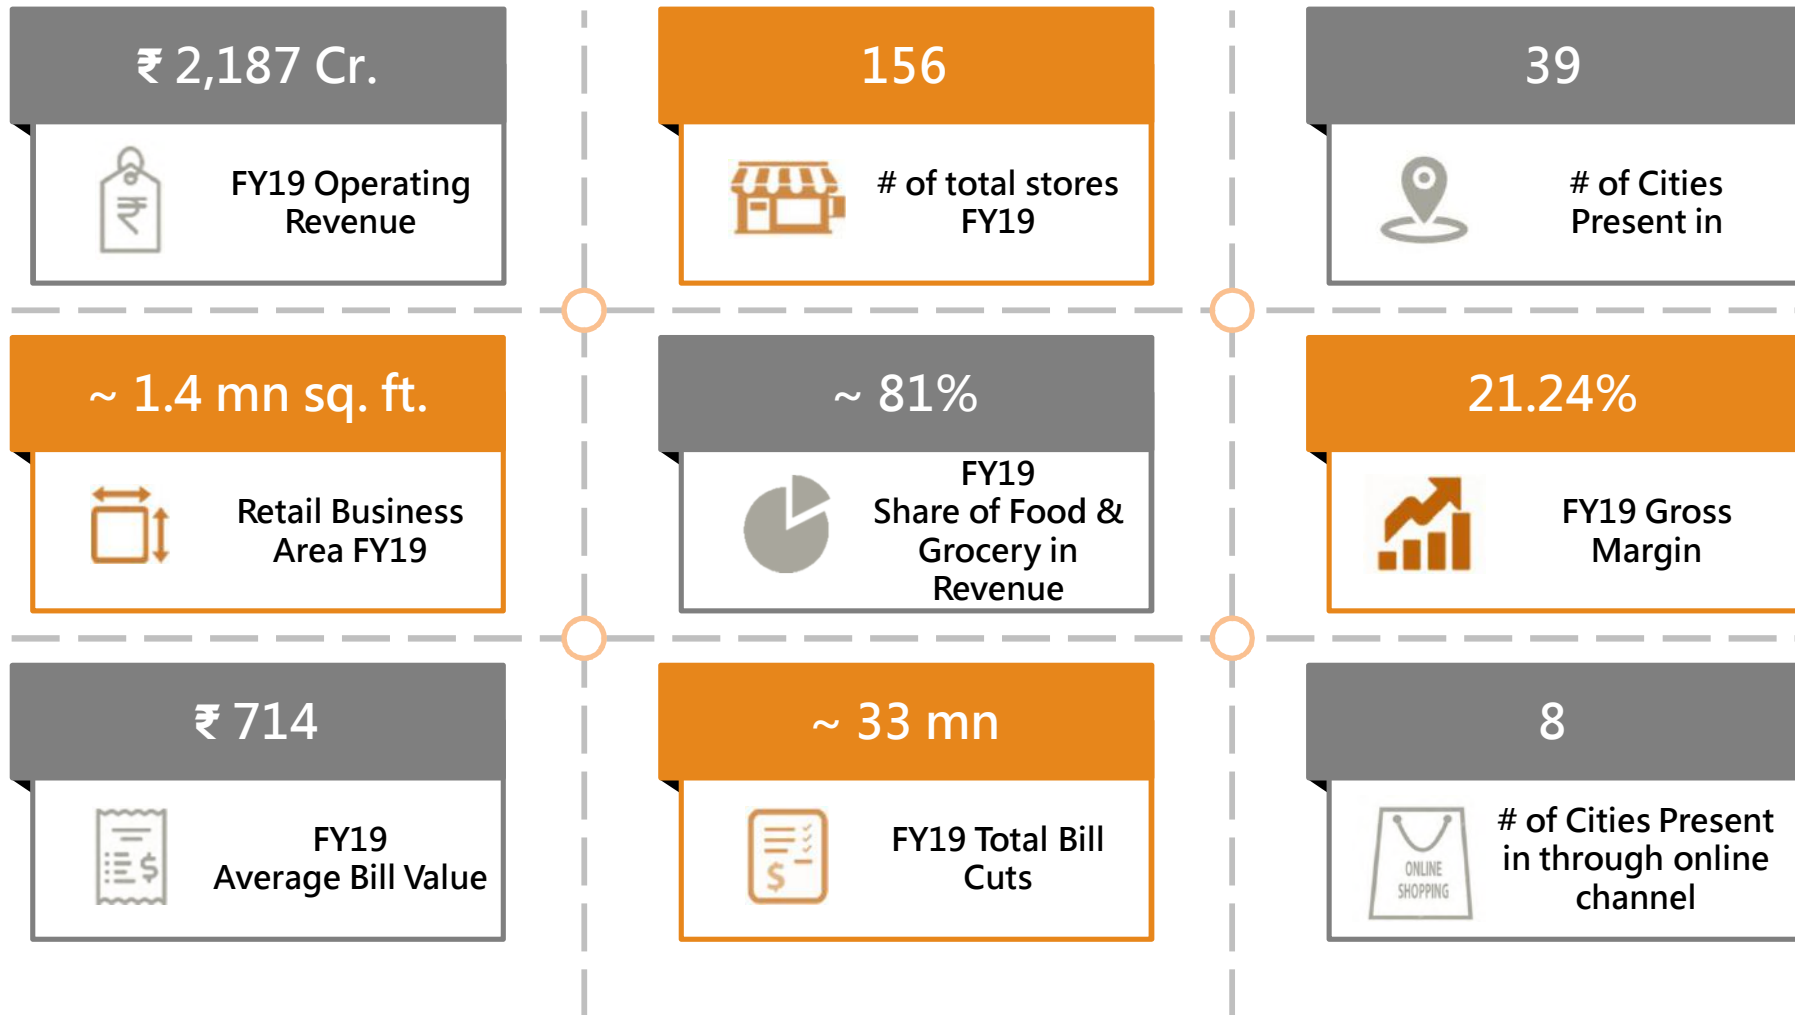 ₹ 2,187 Cr.
FY19 Operating
Revenue
156
# of total stores
FY19
39
# of Cities
Present in
~ 1.4 mn sq. ft.
Retail Business
Area FY19
~ 81%
FY19
Share of Food &
Grocery in
Revenue
21.24%
FY19 Gross
Margin
₹ 714
FY19
Average Bill Value
~ 33 mn
FY19 Total Bill
Cuts
8
ONLINE
SHOPPING
# of Cities Present
in through online
channel